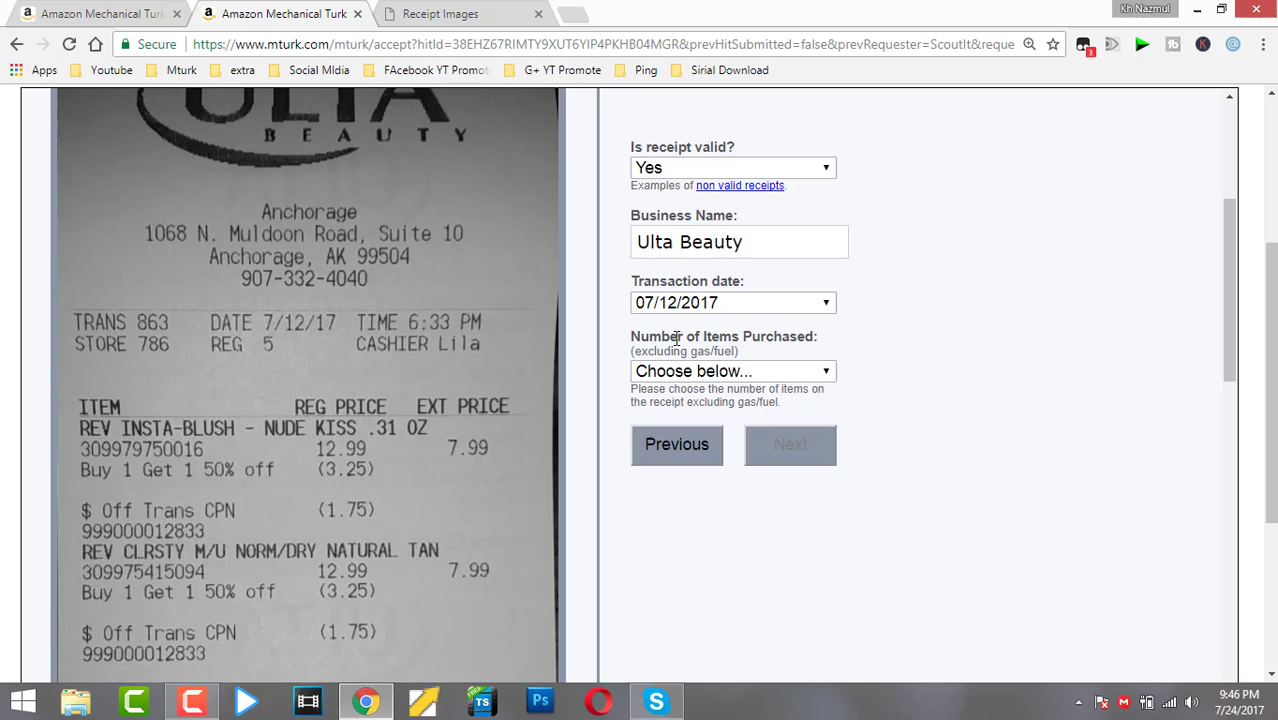 Amazon Mechanical Turk
Amazon Mechanical Turk
Receipt Images
Kh Nazmul
Secure
https://www.mturk.com/mturk/accept?hitId=38EHZ67RIMTY9XUT6YIP4PKHB04MGR&prevHitSubmitted=false&prevRequester=ScoutIt&reque
3
Apps
Youtube
Mturk
extra
Social MIdia
FAcebook YT Promot
G+ YT Promote
Ping
Sirial Download
ULTA
BEAUTY
Anchorage
1068 N. Muldoon Road, Suite 10
Anchorage, AK 99504
907-332-4040
TRANS 863 DATE 7/12/17 TIME 6:33 PM
STORE 786 REG 5 CASHIER Lila
ITEM REG PRICE EXT PRICE
REV INSTA-BLUSH - NUDE KISS .31 OZ
309979750016 12.99 7.99
Buy 1 Get 1 50% off (3.25)
$ Off Trans CPN (1.75)
999000012833
REV CLRSTY M/U NORM/DRY NATURAL TAN
309975415094 12.99 7.99
Buy 1 Get 1 50% off (3.25)
$ Off Trans CPN (1.75)
999000012833
Is receipt valid?
Yes
Examples of non valid receipts.
Business Name:
Ulta Beauty
Transaction date:
07/12/2017
Number of Items Purchased:
(excluding gas/fuel)
Choose below...
Please choose the number of items on
the receipt excluding gas/fuel.
Previous
Next
FREE
TS
Ps
9:46 PM
7/24/2017